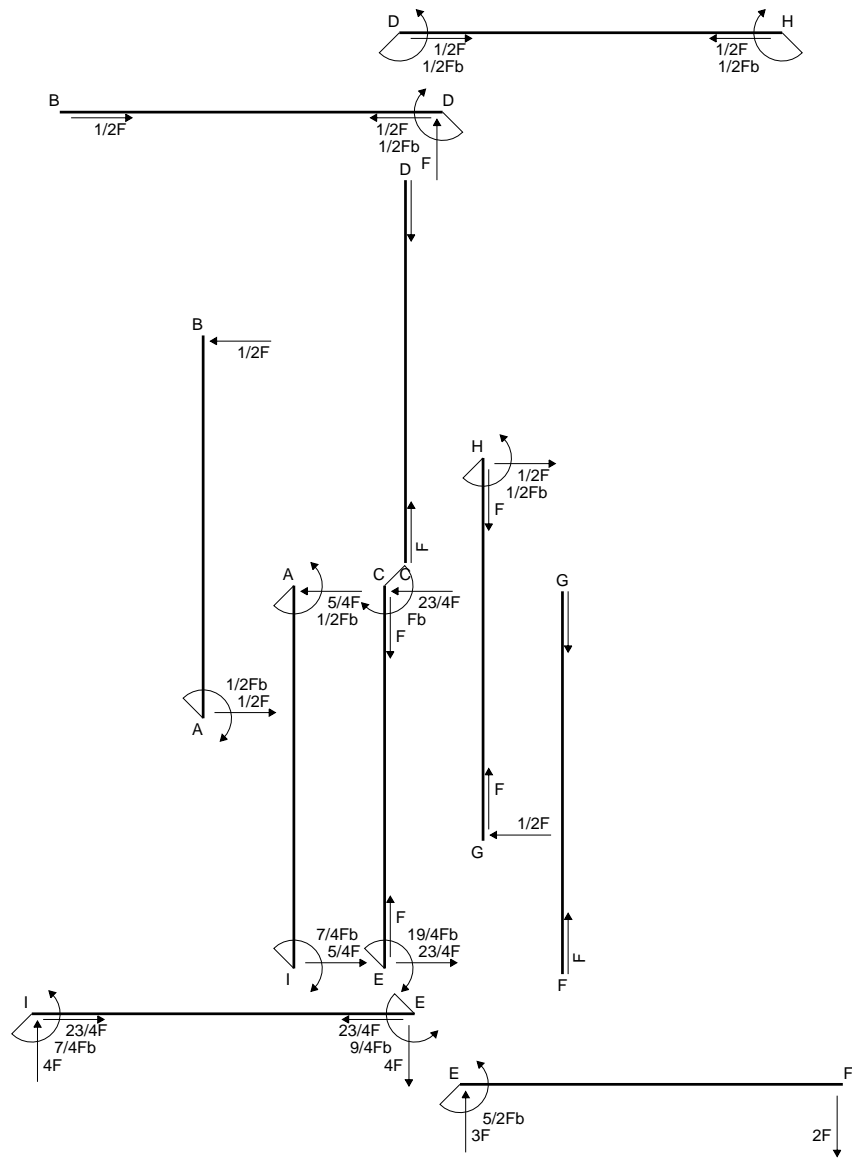 D H
1/2F 1/2F
1/2Fb 1/2Fb
B D
1/2F 1/2F
1/2Fb
F
D
B
1/2F
H
1/2F
1/2Fb
F
F
A C C G
5/4F 23/4F
1/2Fb Fb
F
1/2Fb
1/2F
A
F
1/2F
G
F
7/4Fb 19/4Fb
5/4F 23/4F
F
I E
F
I E
23/4F 23/4F
7/4Fb 9/4Fb
4F 4F
E F
5/2Fb
3F 2F